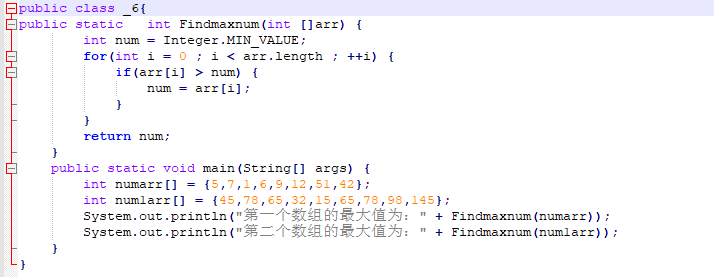 public class _6{
public static   int Findmaxnum(int []arr) {
        int num = Integer.MIN_VALUE;
        for(int i = 0 ; i < arr.length ; ++i) {
            if(arr[i] > num) {
                num = arr[i];
            }
        }
        return num;
    }
    public static void main(String[] args) {
        int numarr[] = {5,7,1,6,9,12,51,42};
        int numlarr[] = {45,78,65,32,15,65,78,98,145};
        System.out.println("第一个数组的最大值为：" + Findmaxnum(numarr));
        System.out.println("第二个数组的最大值为：" + Findmaxnum(numlarr));
    }
}